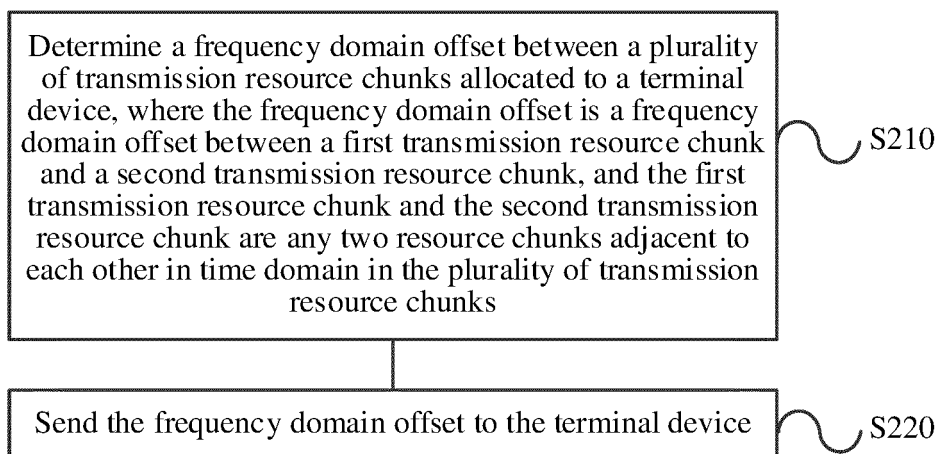 Determine a frequency domain offset between a plurality
of transmission resource chunks allocated to a terminal
device, where the frequency domain offset is a frequency
domain offset between a first transmission resource chunk
and a second transmission resource chunk, and the first
transmission resource chunk and the second transmission
resource chunk are any two resource chunks adjacent to
each other in time domain in the plurality of transmission
resource chunks
S210
Send the frequency domain offset to the terminal device
S220